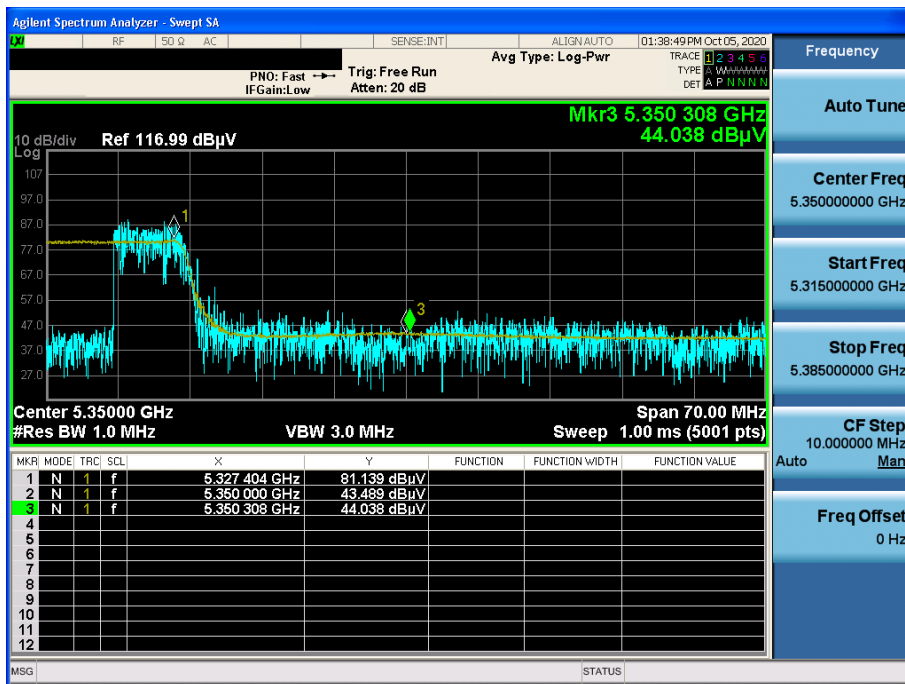 Agilent Spectrum Analyzer - Swept SA
LXI RF 50 Ω AC SENSE:INT ALIGN AUTO 01:38:49 PM Oct 05, 2020
Frequency
Avg Type: Log-Pwr
TRACE 1 2 3 4 5 6
PNO: Fast Trig: Free Run
TYPE A WWWWW
IFGain:Low Atten: 20 dB
DET A P N N N N
Auto Tune
Mkr3 5.350 308 GHz
44.038 dBµV
10 dB/div Ref 116.99 dBµV
Log
107
97.0
87.0
77.0
67.0
57.0
47.0
37.0
27.0
1
3
Center Freq
5.350000000 GHz
Start Freq
5.315000000 GHz
Stop Freq
5.385000000 GHz
Center 5.35000 GHz Span 70.00 MHz
#Res BW 1.0 MHz VBW 3.0 MHz Sweep 1.00 ms (5001 pts)
CF Step
10.000000 MHz
Auto Man
Freq Offset
0 Hz
MKR MODE TRC SCL X Y FUNCTION FUNCTION WIDTH FUNCTION VALUE
1 N 1 f 5.327 404 GHz 81.139 dBµV
2 N 1 f 5.350 000 GHz 43.489 dBµV
3 N 1 f 5.350 308 GHz 44.038 dBµV
4
5
6
7
8
9
10
11
12
MSG STATUS